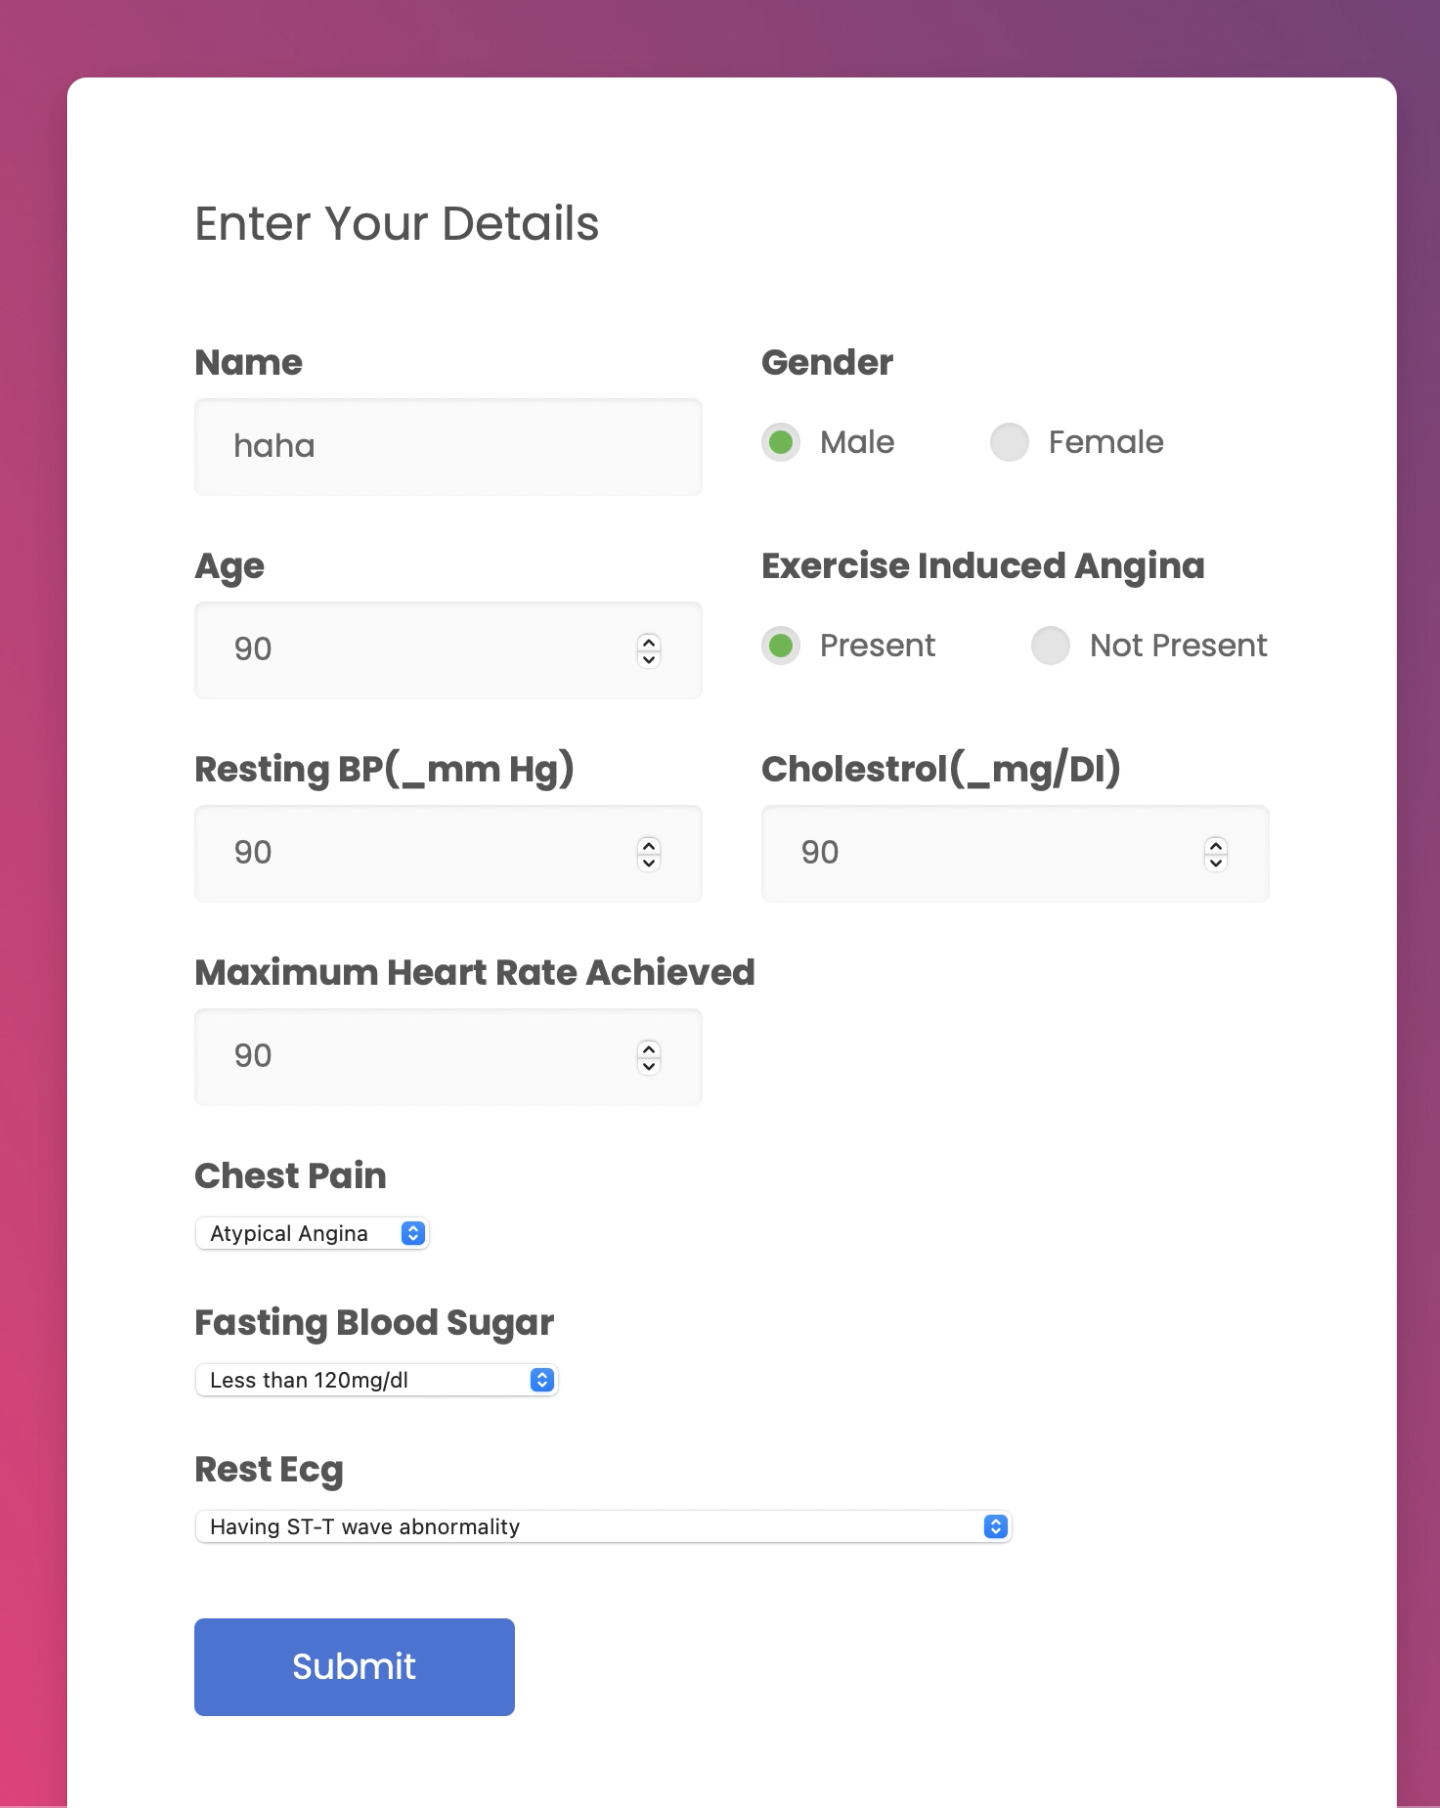 Enter Your Details
Name
Gender
haha
Male
Female
Age
Exercise Induced Angina
90
Present
Not Present
Resting BP(_mm Hg)
Cholestrol(_mg/Dl)
90
90
Maximum Heart Rate Achieved
90
Chest Pain
Atypical Angina
Fasting Blood Sugar
Less than 120mg/dl
Rest Ecg
Having ST-T wave abnormality
Submit